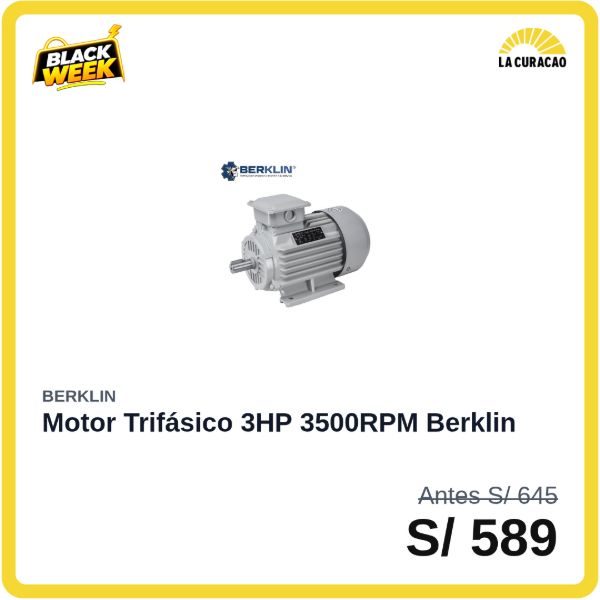 BLACK
WEEK
LA CURACAO
BERKLIN®
BERKLIN
Motor Trifásico 3HP 3500RPM Berklin
Antes S/ 645
S/ 589